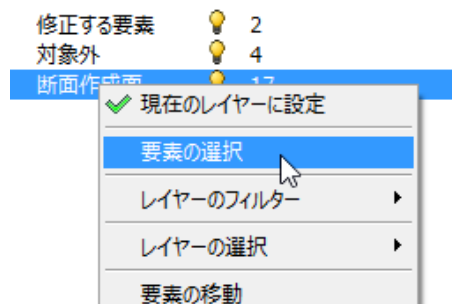 修正する要素 2
対象外 4
断面作成面 17
現在のレイヤーに設定
要素の選択
レイヤーのフィルター
レイヤーの選択
要素の移動